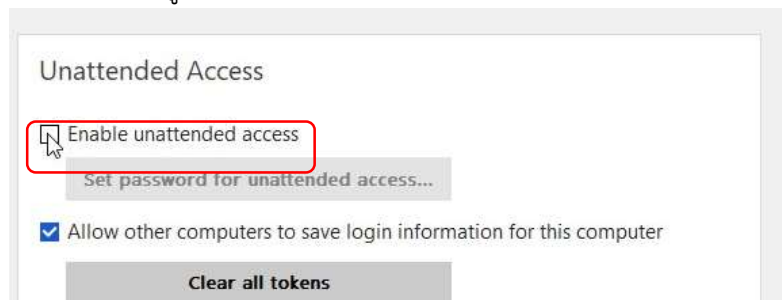 Unattended Access
Enable unattended access
Set password for unattended access...
Allow other computers to save login information for this computer
Clear all tokens